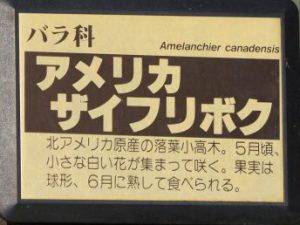 バラ科
Amelanchier canadensis
アメリカ
ザイフリボク
北アメリカ原産の落葉小高木。5月頃、
小さな白い花が集まって咲く。果実は
球形、6月に熟して食べられる。